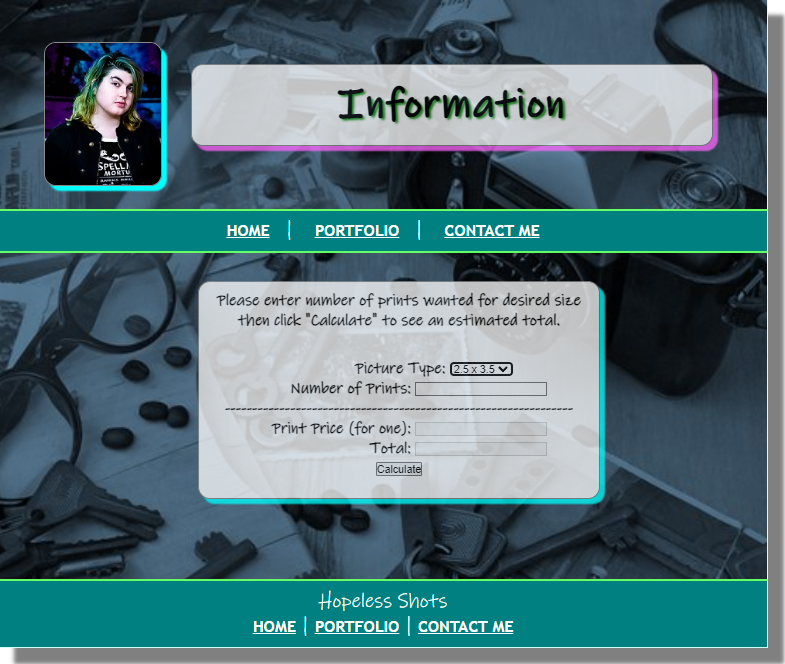 Information
HOME | PORTFOLIO | CONTACT ME
Please enter number of prints wanted for desired size
then click "Calculate" to see an estimated total.
Picture Type: 2.5 x 3.5
Number of Prints:
----------------------------------------------------------------------
Print Price (for one):
Total:
Calculate
Hopeless Shots
HOME | PORTFOLIO | CONTACT ME